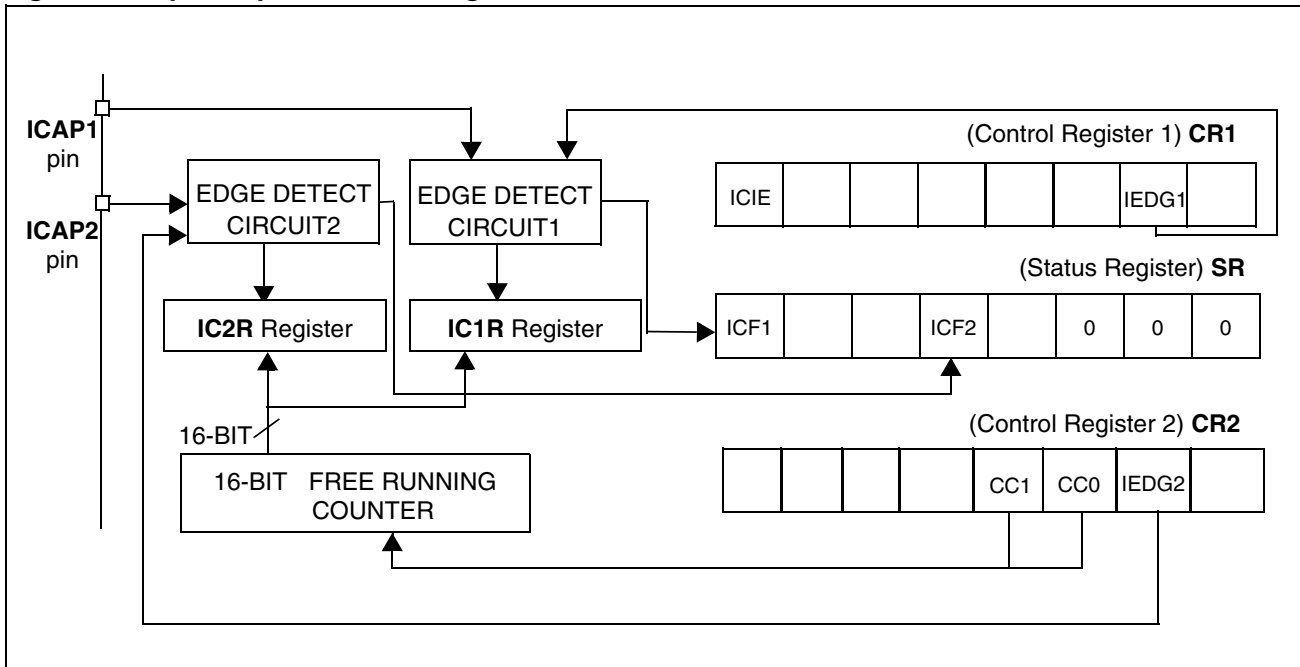 ICAP1
pin
ICAP2
pin
EDGE DETECT
CIRCUIT2
EDGE DETECT
CIRCUIT1
IC2R Register
IC1R Register
16-BIT
16-BIT FREE RUNNING
COUNTER
(Control Register 1) CR1
ICIE IEDG1
(Status Register) SR
ICF1 ICF2 0 0 0
(Control Register 2) CR2
CC1 CC0 IEDG2